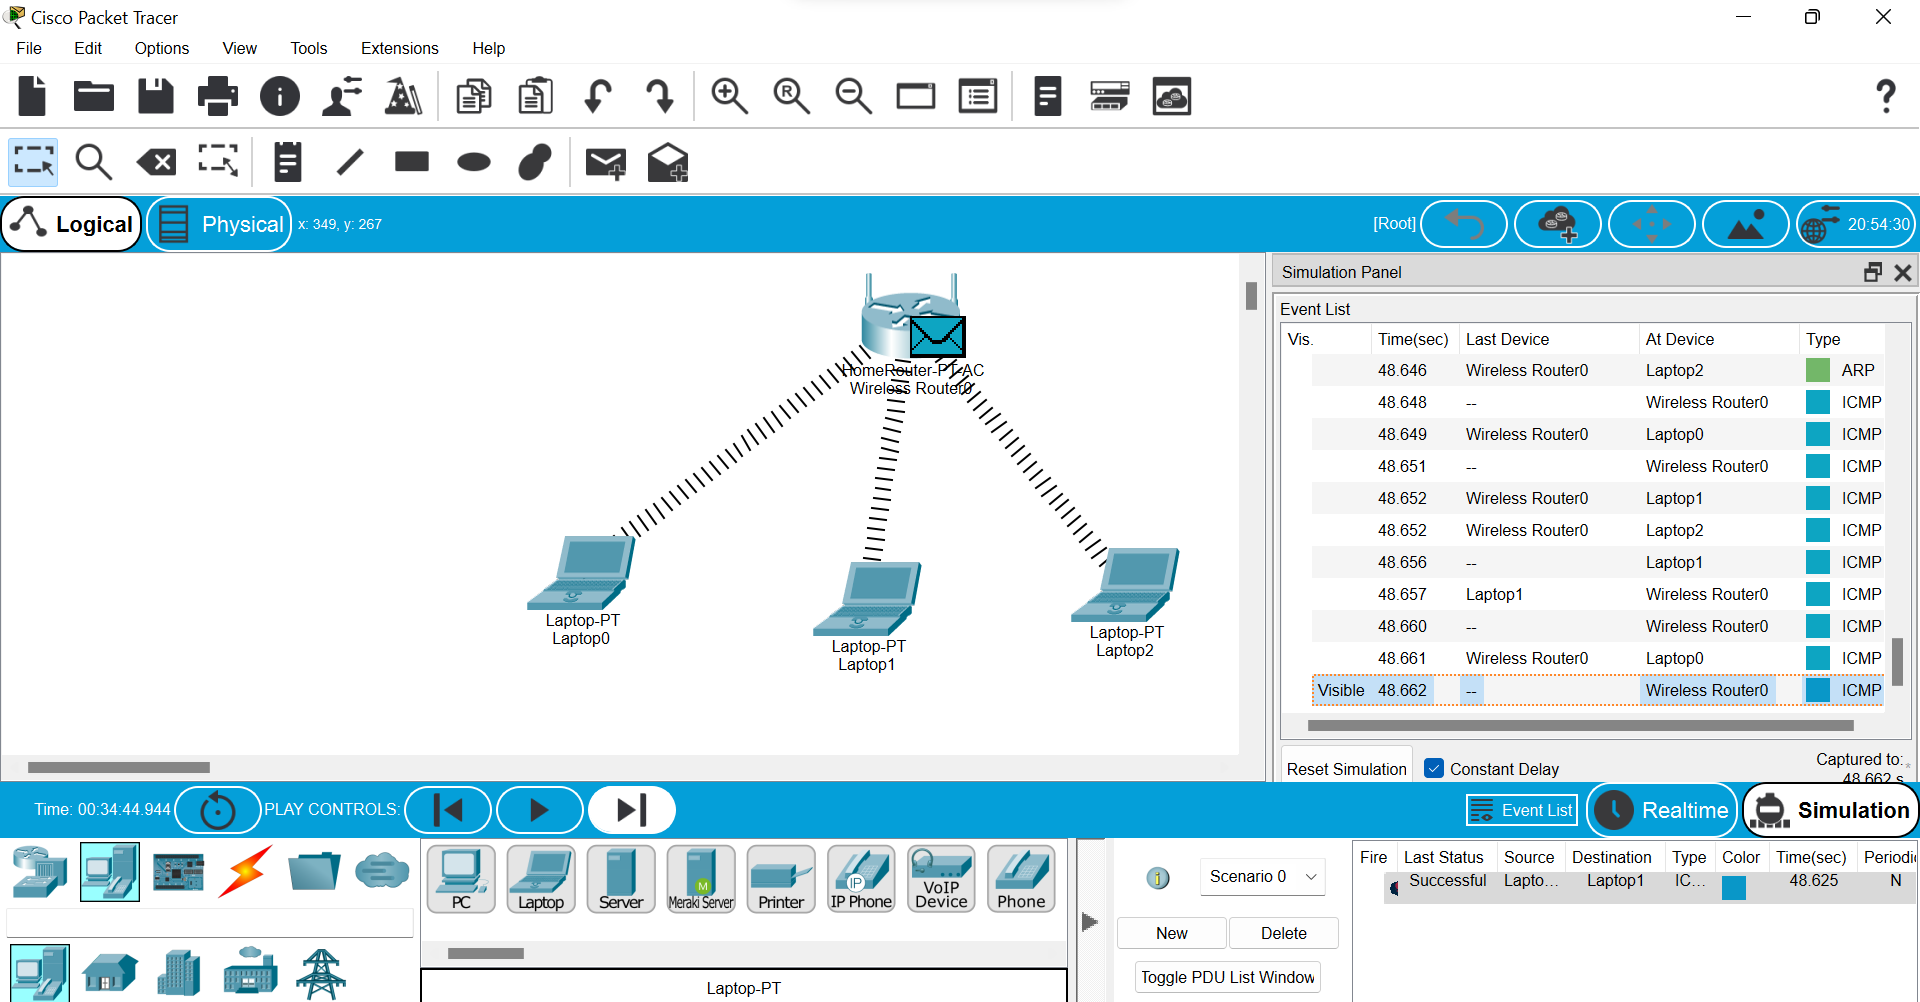 Cisco Packet Tracer
File Edit Options View Tools Extensions Help
Logical Physical x: 349, y: 267 [Root] 20:54:30
HomeRouter-PT-AC
Wireless Router0
Laptop-PT
Laptop0
Laptop-PT
Laptop1
Laptop-PT
Laptop2
Simulation Panel
Event List
Vis. Time(sec) Last Device At Device Type
48.646 Wireless Router0 Laptop2 ARP
48.648 -- Wireless Router0 ICMP
48.649 Wireless Router0 Laptop0 ICMP
48.651 -- Wireless Router0 ICMP
48.652 Wireless Router0 Laptop1 ICMP
48.652 Wireless Router0 Laptop2 ICMP
48.656 -- Laptop1 ICMP
48.657 Laptop1 Wireless Router0 ICMP
48.660 -- Wireless Router0 ICMP
48.661 Wireless Router0 Laptop0 ICMP
Visible 48.662 -- Wireless Router0 ICMP
Reset Simulation Constant Delay Captured to:*
48.662 s
Time: 00:34:44.944 PLAY CONTROLS: Event List Realtime Simulation
PC Laptop Server Meraki Server Printer IP IP Phone VoIP Device Phone
Laptop-PT
Scenario 0
New Delete
Toggle PDU List Window
Fire Last Status Source Destination Type Color Time(sec) Periodic
Successful Lapto... Laptop1 IC... 48.625 N